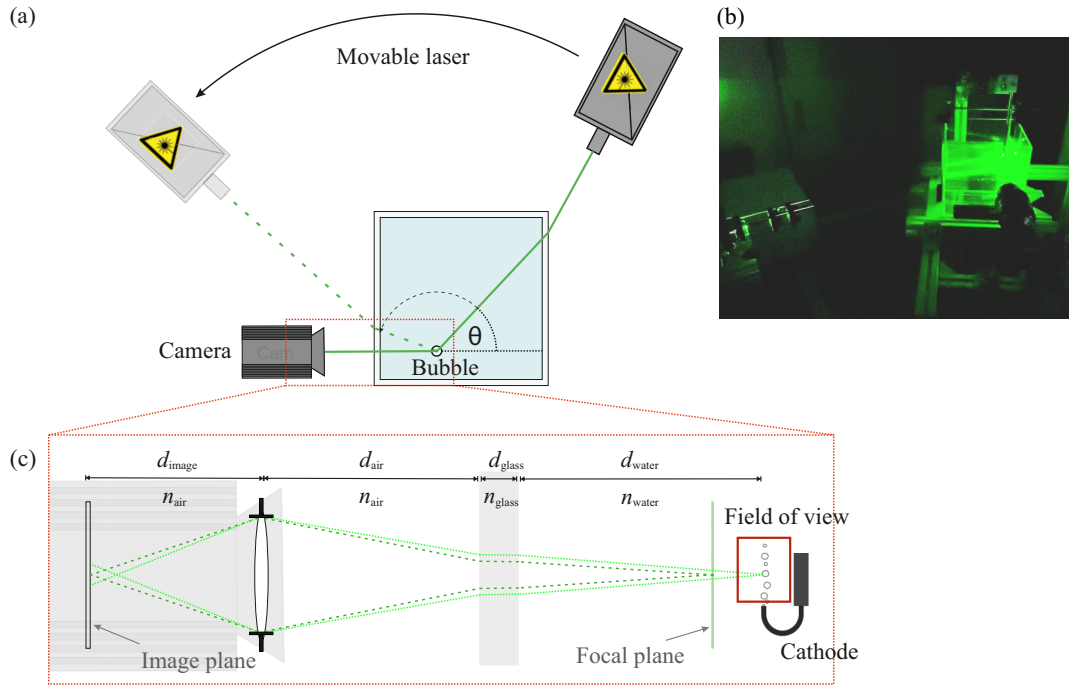 (a)
(b)
Movable laser
Camera
Cam
θ
Bubble
(c)
d_image
d_air
d_glass
d_water
n_air
n_air
n_glass
n_water
Field of view
Image plane
Focal plane
Cathode